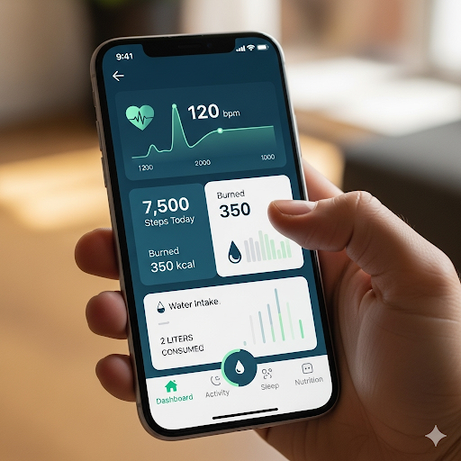 9:41
120 bpm
1200 2000 1000
7,500
Steps Today
Burned
350 kcal
Burned
350
Water Intake.
2 LITERS
CONSUMED
Dashboard
Activity
Sleep
Nutrition